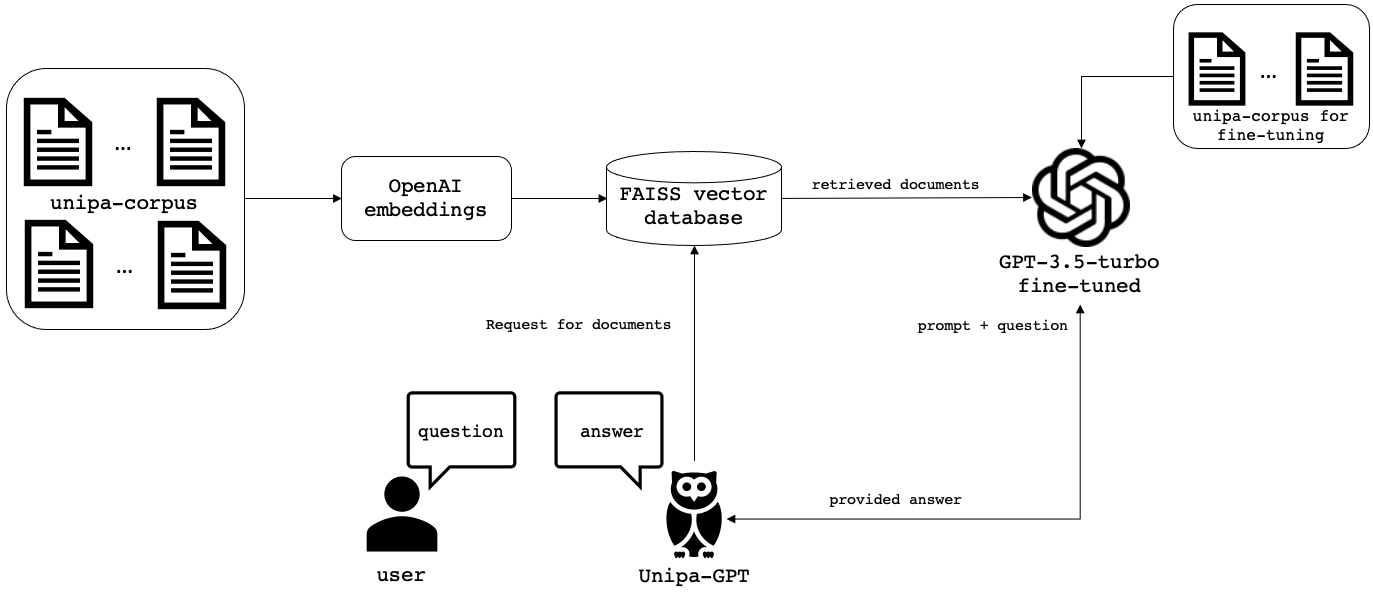 unipa-corpus for
fine-tuning
...
...
unipa-corpus
...
OpenAI
embeddings
FAISS vector
database
retrieved documents
GPT-3.5-turbo
fine-tuned
Request for documents
prompt + question
question
answer
provided answer
user
Unipa-GPT